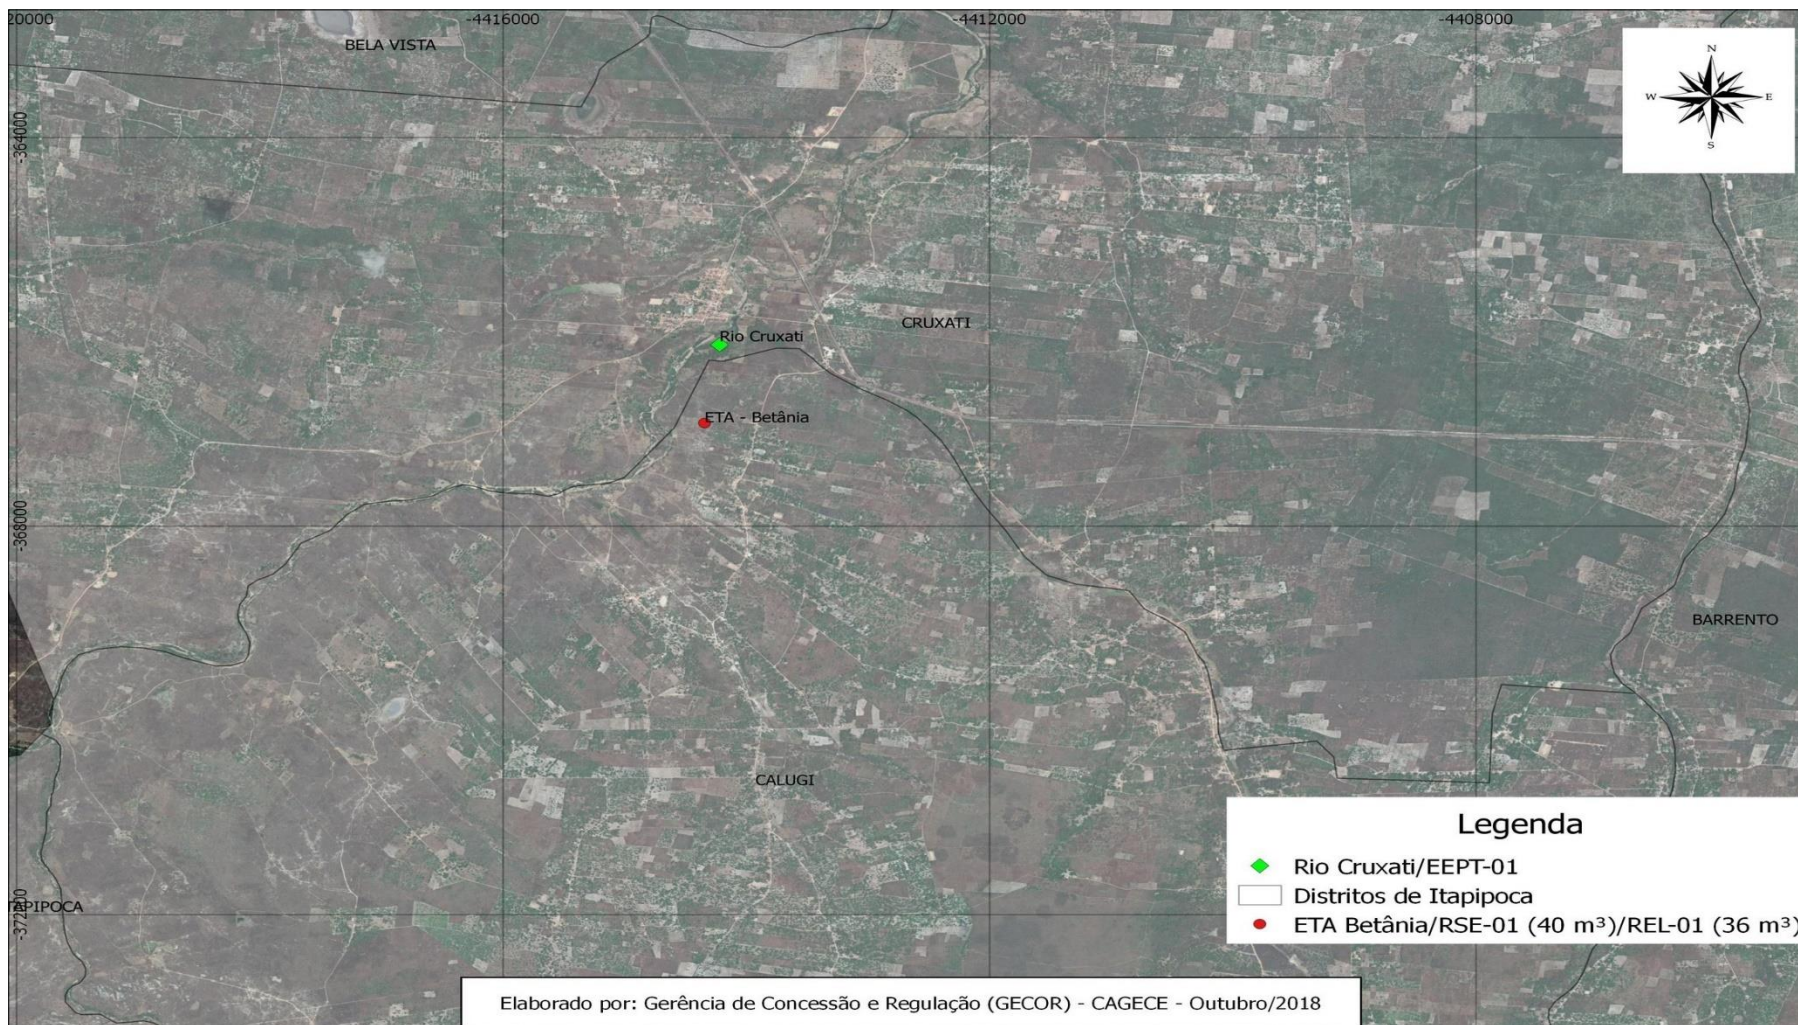 20000
-4416000
-4412000
-4408000
BELA VISTA
N
W
E
S
-364000
CRUXATI
Rio Cruxati
ETA - Betânia
-368000
BARRENTO
CALUGI
TAPIPOCA
-372000
Legenda
Rio Cruxati/EEPT-01
Distritos de Itapipoca
ETA Betânia/RSE-01 (40 m³)/REL-01 (36 m³)
Elaborado por: Gerência de Concessão e Regulação (GECOR) - CAGECE - Outubro/2018